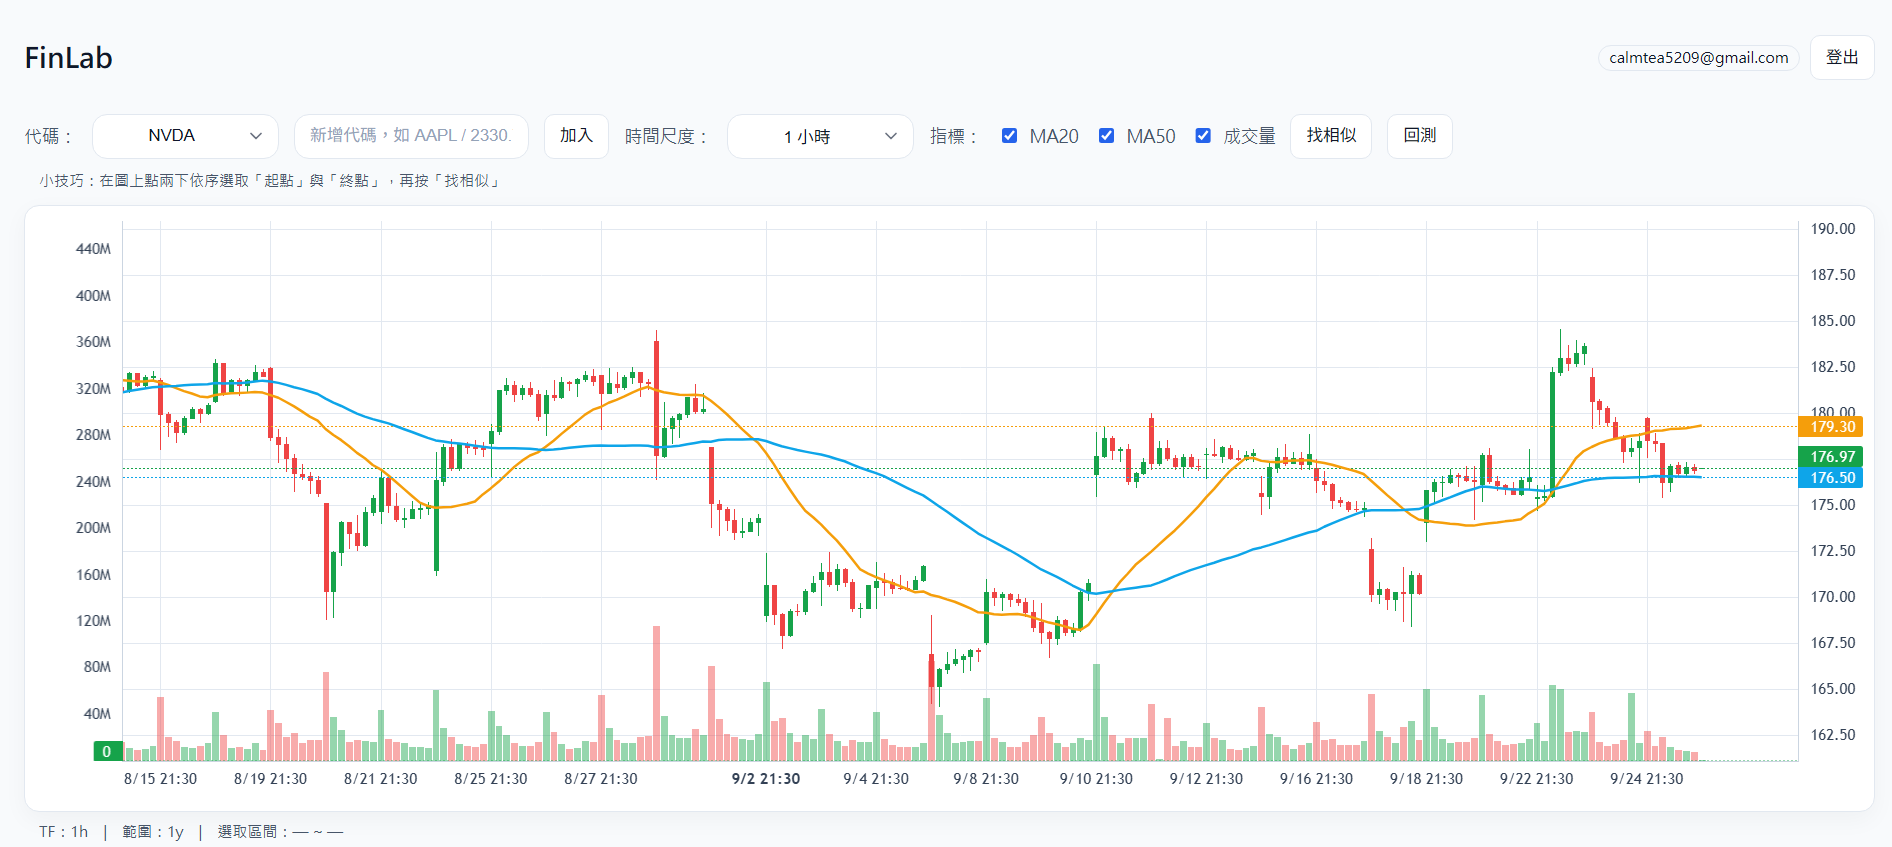 FinLab
calmtea5209@gmail.com 登出
代碼： NVDA 新增代碼，如 AAPL / 2330. 加入 時間尺度： 1 小時 指標： MA20 MA50 成交量 找相似 回測
小技巧：在圖上點兩下依序選取「起點」與「終點」，再按「找相似」
440M
400M
360M
320M
280M
240M
200M
160M
120M
80M
40M
0
190.00
187.50
185.00
182.50
180.00
179.30
176.97
176.50
175.00
172.50
170.00
167.50
165.00
162.50
8/15 21:30 8/19 21:30 8/21 21:30 8/25 21:30 8/27 21:30 9/2 21:30 9/4 21:30 9/8 21:30 9/10 21:30 9/12 21:30 9/16 21:30 9/18 21:30 9/22 21:30 9/24 21:30
TF：1h | 範圍：1y | 選取區間：— ~ —